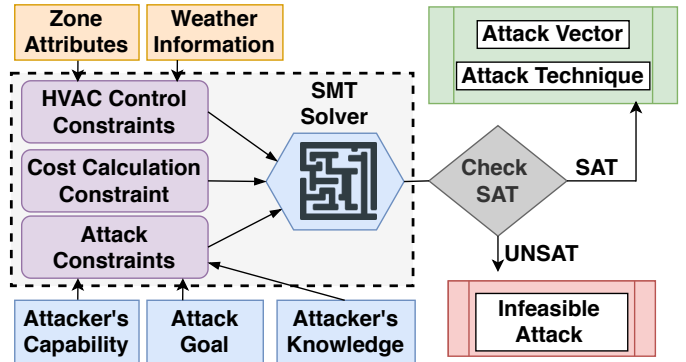 Zone
Attributes
Weather
Information
Attack Vector
Attack Technique
HVAC Control
Constraints
SMT
Solver
Cost Calculation
Constraint
Check
SAT
SAT
Attack
Constraints
UNSAT
Attacker's
Capability
Attack
Goal
Attacker's
Knowledge
Infeasible
Attack